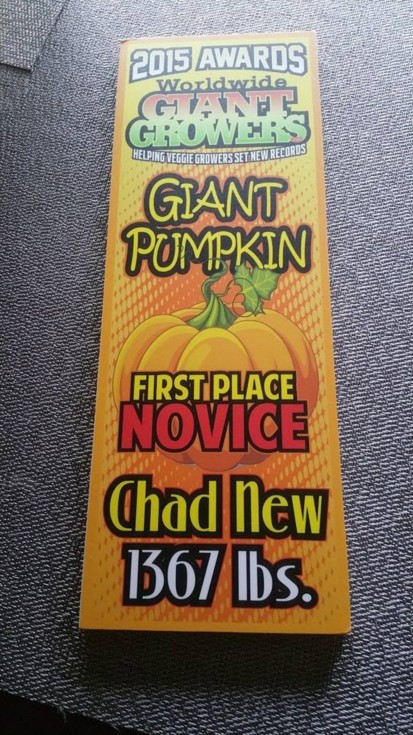 2015 AWARDS
Worldwide
GIANT
GROWERS
HELPING VEGGIE GROWERS SET NEW RECORDS
GIANT
PUMPKIN
FIRST PLACE
NOVICE
Chad New
1367 lbs.